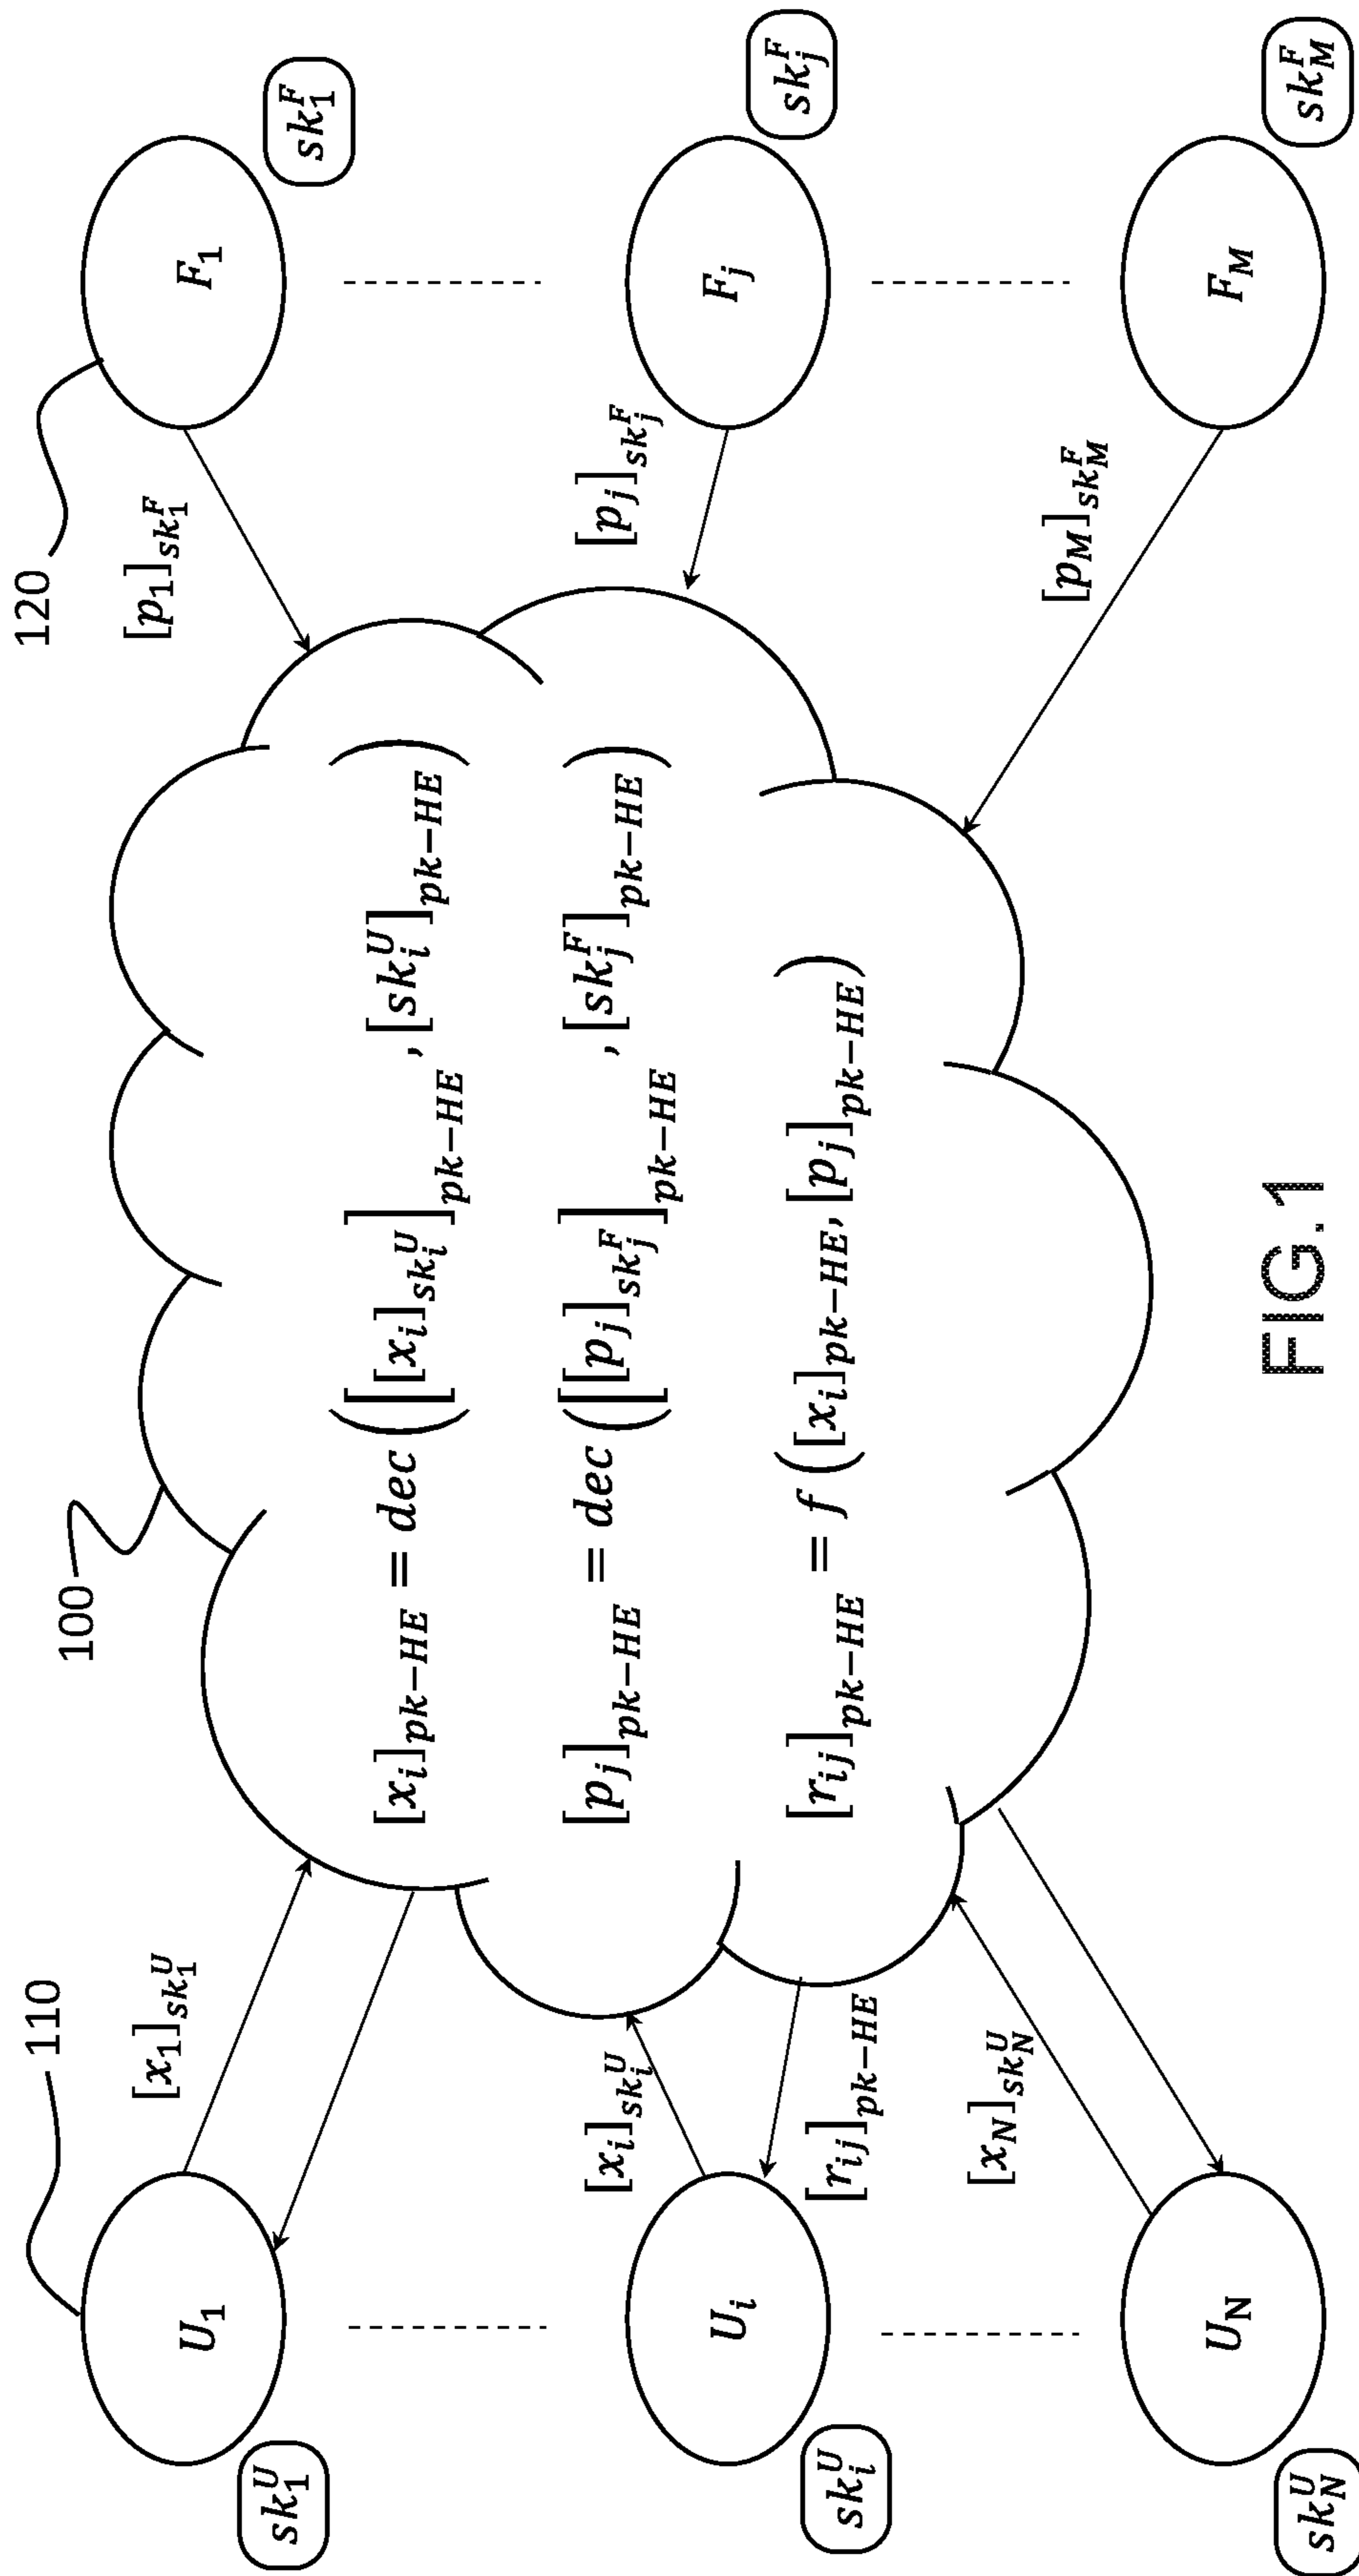 110
100
120
U_1
sk_1^U
[x_1]_{sk_1^U}
[p_1]_{sk_1^F}
F_1
sk_1^F
[x_i]_{pk-HE} = dec([[x_i]_{sk_i^U}]_{pk-HE}, [sk_i^U]_{pk-HE})
[p_j]_{pk-HE} = dec([[p_j]_{sk_j^F}]_{pk-HE}, [sk_j^F]_{pk-HE})
[r_{ij}]_{pk-HE} = f([x_i]_{pk-HE}, [p_j]_{pk-HE})
U_i
sk_i^U
[x_i]_{sk_i^U}
[r_{ij}]_{pk-HE}
[p_j]_{sk_j^F}
F_j
sk_j^F
U_N
sk_N^U
[x_N]_{sk_N^U}
[p_M]_{sk_M^F}
F_M
sk_M^F
FIG.1